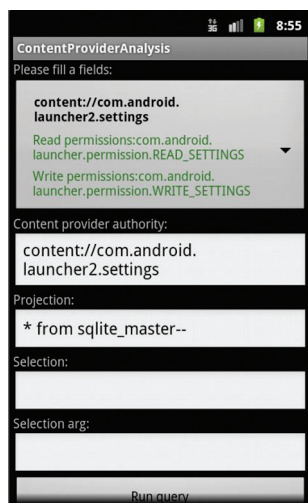 3G
8:55
ContentProviderAnalysis
Please fill a fields:
content://com.android.
launcher2.settings
Read permissions:com.android.
launcher.permission.READ_SETTINGS
Write permissions:com.android.
launcher.permission.WRITE_SETTINGS
Content provider authority:
content://com.android.
launcher2.settings
Projection:
* from sqlite_master--
Selection:
Selection arg:
Run query